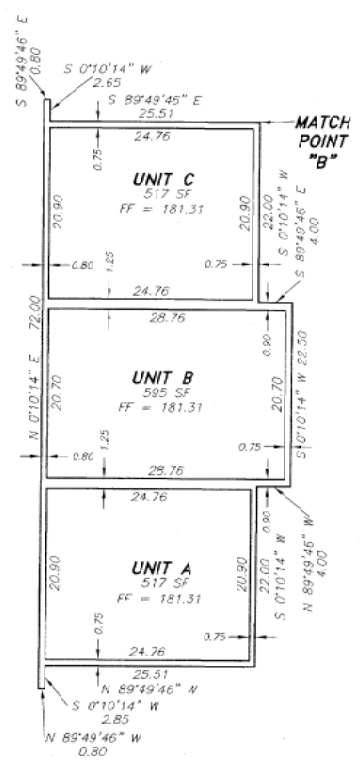 S 89°49'46" E
0.80
S 0°10'14" W
2.65
S 89°49'46" E
25.51
MATCH
POINT
"B"
24.76
0.75
UNIT C
517 SF
FF = 181.31
20.90
20.90
22.00
S 0°10'14" W
S 89°49'46" E
4.00
0.80
1.25
0.75
24.76
28.76
72.00
N 0°10'14" E
0.90
UNIT B
595 SF
FF = 181.31
20.70
20.70
S 0°10'14" W 22.50
1.25
0.75
0.80
28.76
24.76
0.90
UNIT A
517 SF
FF = 181.31
20.90
20.90
22.00
S 0°10'14" W
N 89°49'46" W
4.00
0.75
0.75
24.76
25.51
N 89°49'46" W
S 0°10'14" W
2.85
N 89°49'46" W
0.80